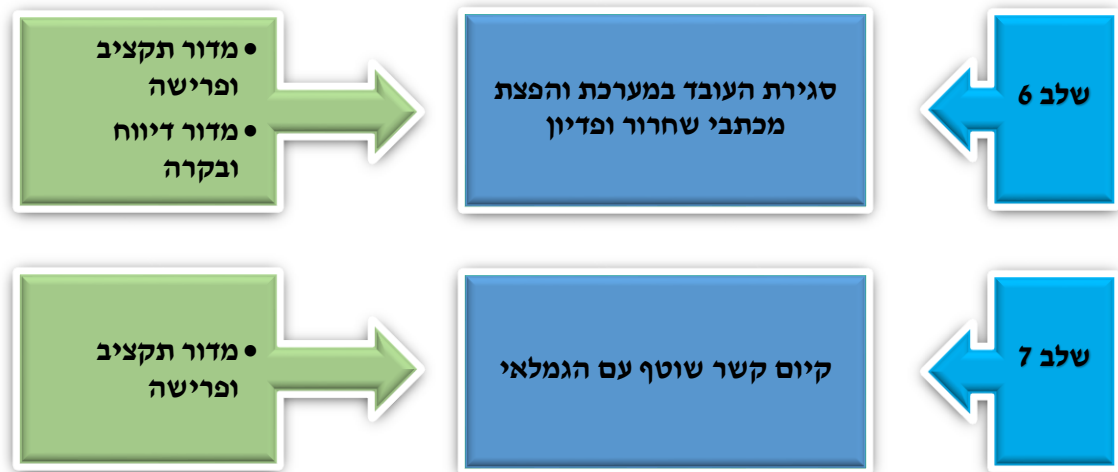 שלב 6
סגירת העובד במערכת והפצת
מכתבי שחרור ופדיון
• מדור תקציב
ופרישה
• מדור דיווח
ובקרה
שלב 7
קיום קשר שוטף עם הגמלאי
• מדור תקציב
ופרישה